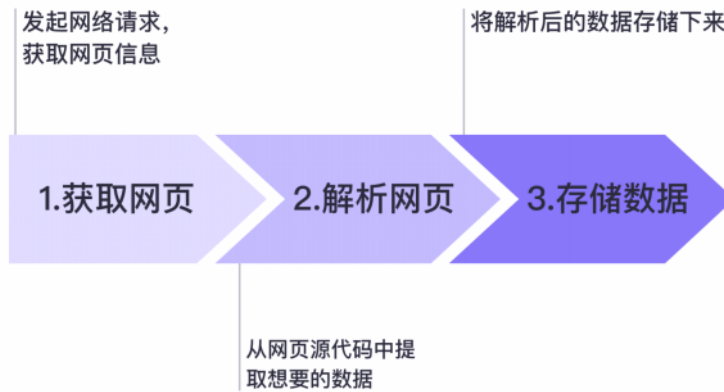 发起网络请求，
获取网页信息
将解析后的数据存储下来
1.获取网页
2.解析网页
3.存储数据
从网页源代码中提
取想要的数据